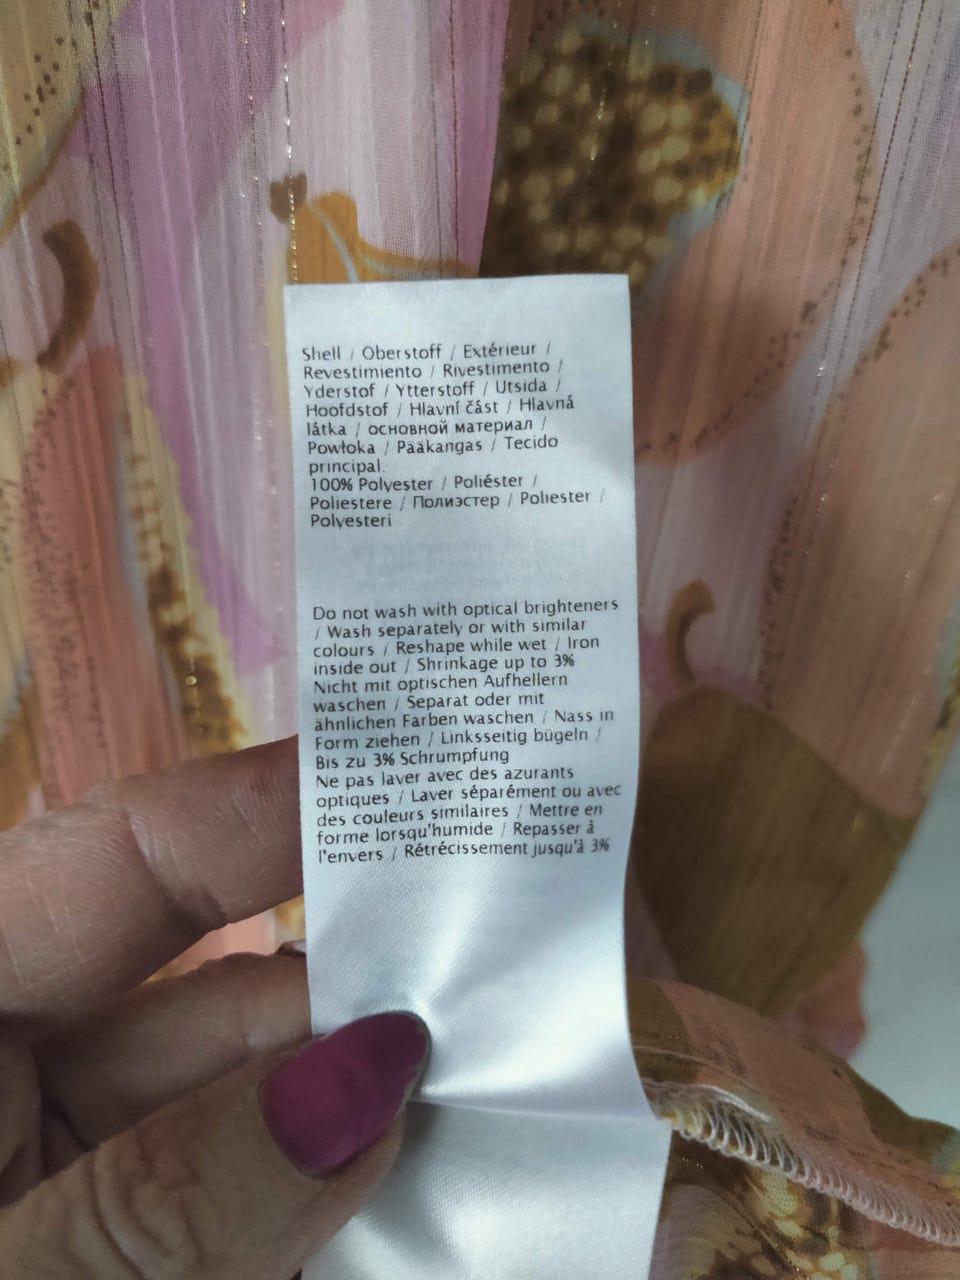 Shell / Oberstoff / Extérieur /
Revestimiento / Rivestimento /
Yderstof / Ytterstoff / Utsida /
Hoofdstof / Hlavní část / Hlavná
látka / основной материал /
Powłoka / Pääkangas / Tecido
principal.
100% Polyester / Poliéster /
Poliestere / Полиэстер / Poliester /
Polyesteri
Do not wash with optical brighteners
/ Wash separately or with similar
colours / Reshape while wet / Iron
inside out / Shrinkage up to 3%
Nicht mit optischen Aufhellern
waschen / Separat oder mit
ähnlichen Farben waschen / Nass in
Form ziehen / Linksseitig bügeln /
Bis zu 3% Schrumpfung
Ne pas laver avec des azurants
optiques / Laver séparément ou avec
des couleurs similaires / Mettre en
forme lorsqu'humide / Repasser à
l'envers / Rétrécissement jusqu'à 3%